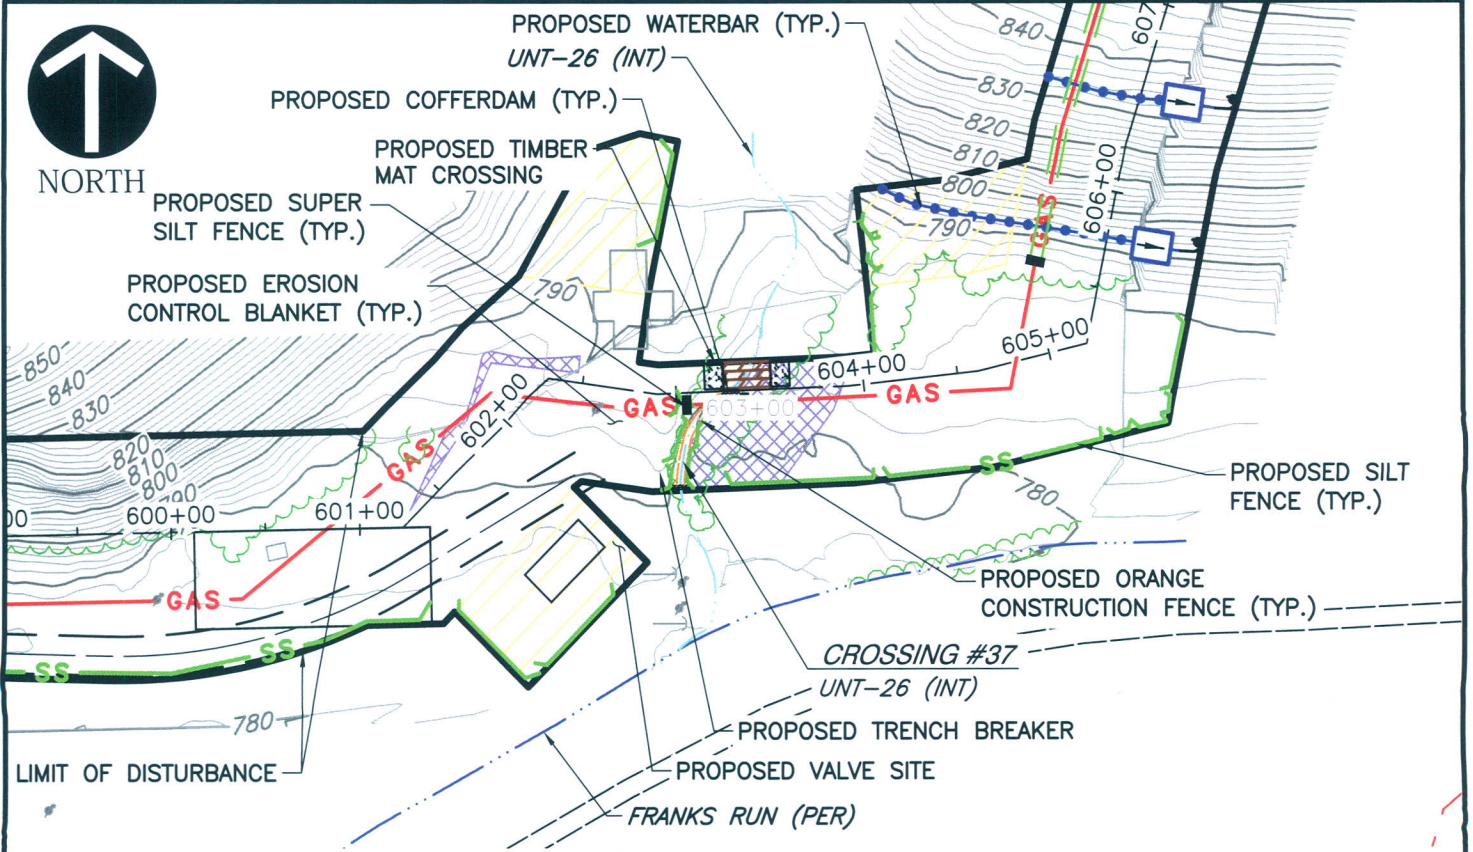 PROPOSED WATERBAR (TYP.)
UNT-26 (INT)
PROPOSED COFFERDAM (TYP.)
PROPOSED TIMBER
MAT CROSSING
NORTH
PROPOSED SUPER
SILT FENCE (TYP.)
PROPOSED EROSION
CONTROL BLANKET (TYP.)
840
830
820
810
800
790
607
606+00
GAS
605+00
604+00
GAS
603+00
GAS
602+00
GAS
790
850
840
830
820
810
800
790
00
600+00
601+00
GAS
SS
SS
SS
780
PROPOSED SILT
FENCE (TYP.)
PROPOSED ORANGE
CONSTRUCTION FENCE (TYP.)
CROSSING #37
UNT-26 (INT)
780
PROPOSED TRENCH BREAKER
LIMIT OF DISTURBANCE
PROPOSED VALVE SITE
FRANKS RUN (PER)